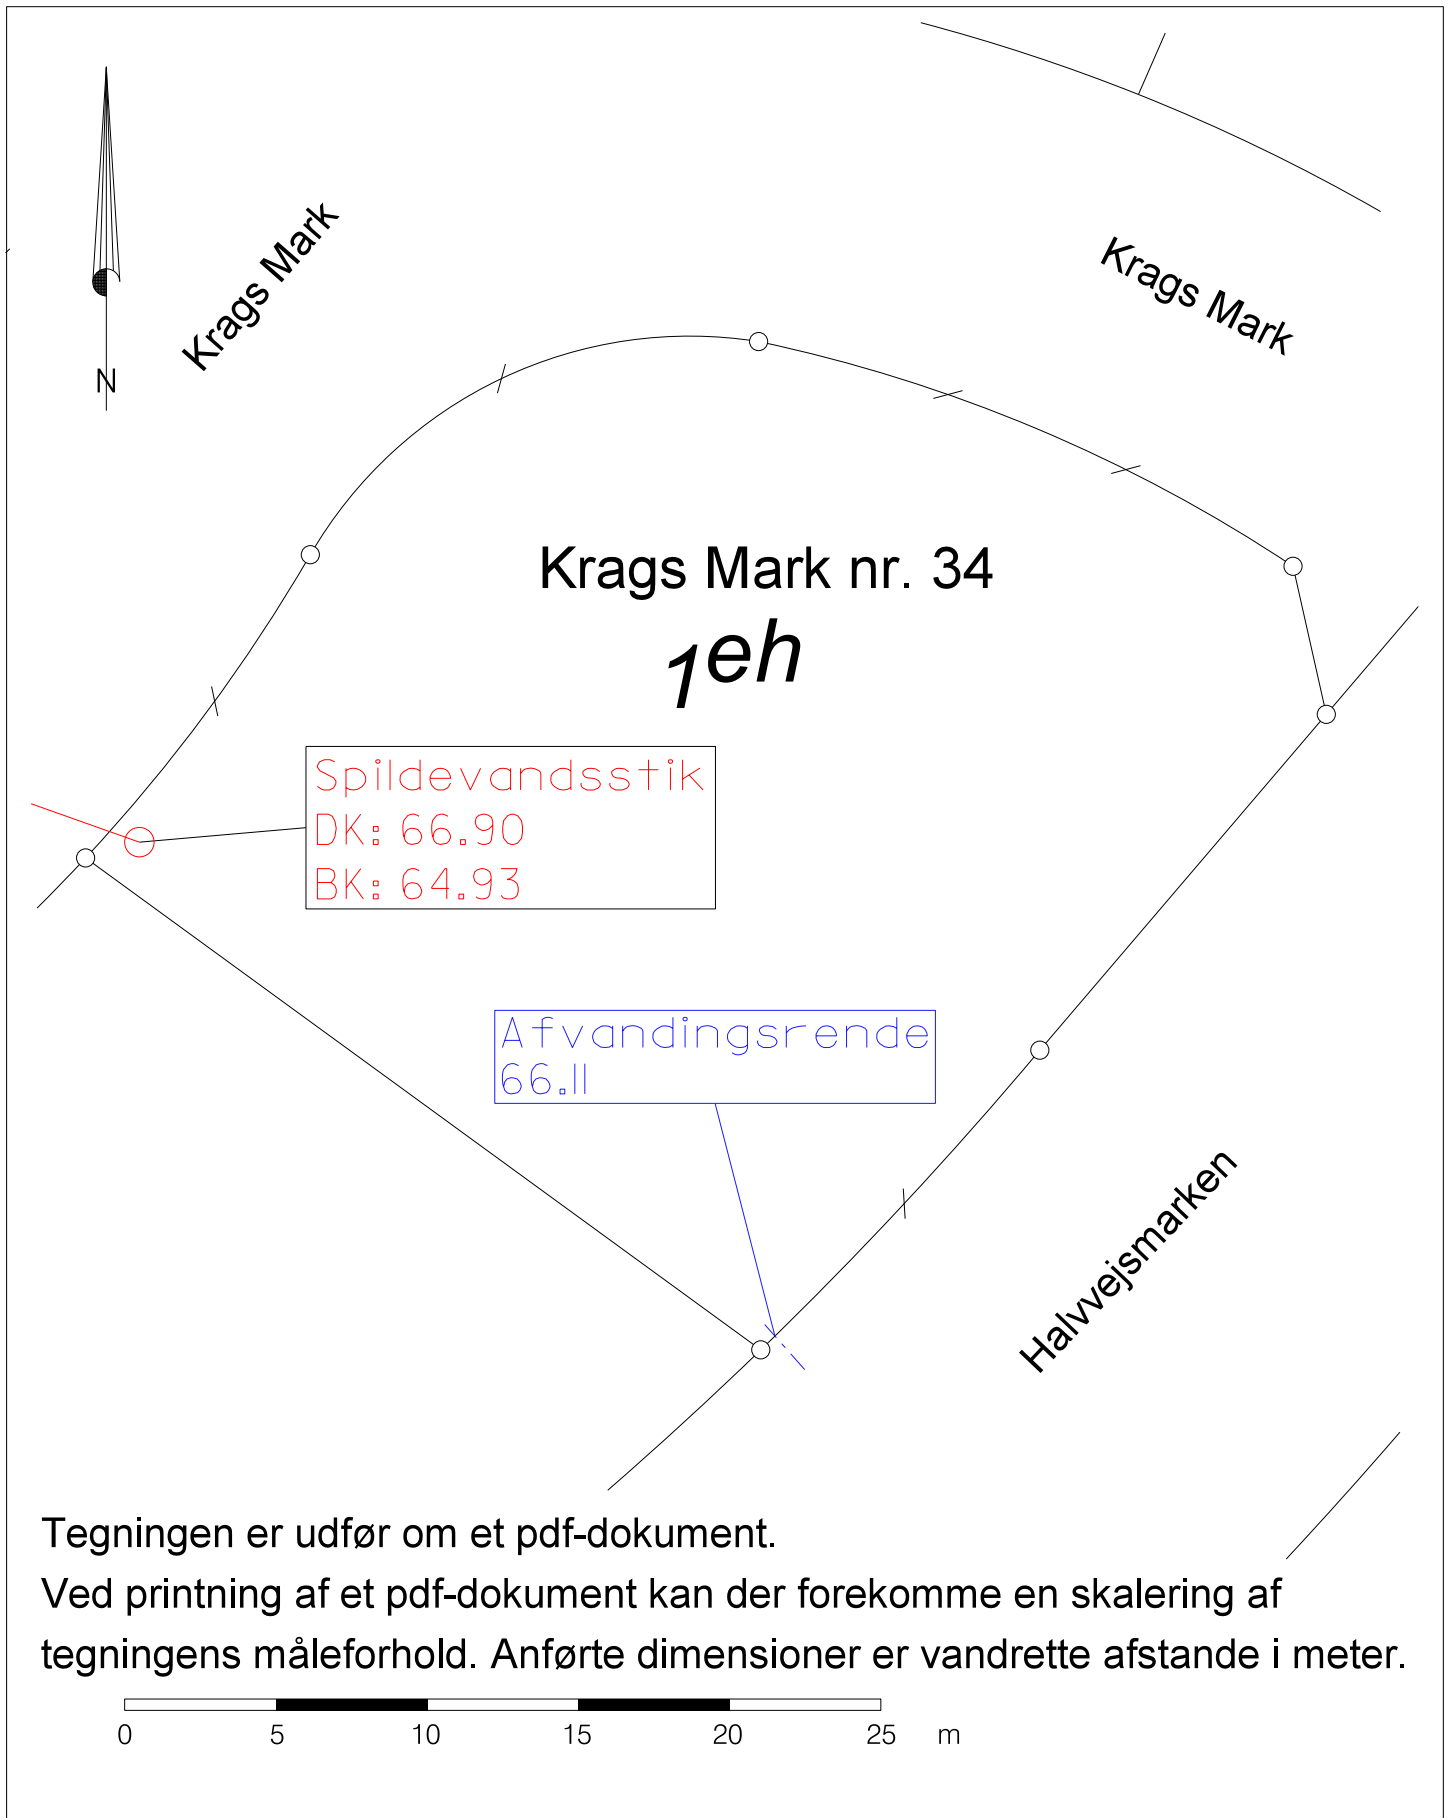 Krags Mark
Krags Mark
N
Krags Mark nr. 34
1eh
Spildevandsstik
DK: 66.90
BK: 64.93
Afvandingsrende
66.11
Halvvejsmarken
Tegningen er udfør om et pdf-dokument.
Ved printning af et pdf-dokument kan der forekomme en skalering af
tegningens måleforhold. Anførte dimensioner er vandrette afstande i meter.
0 5 10 15 20 25 m